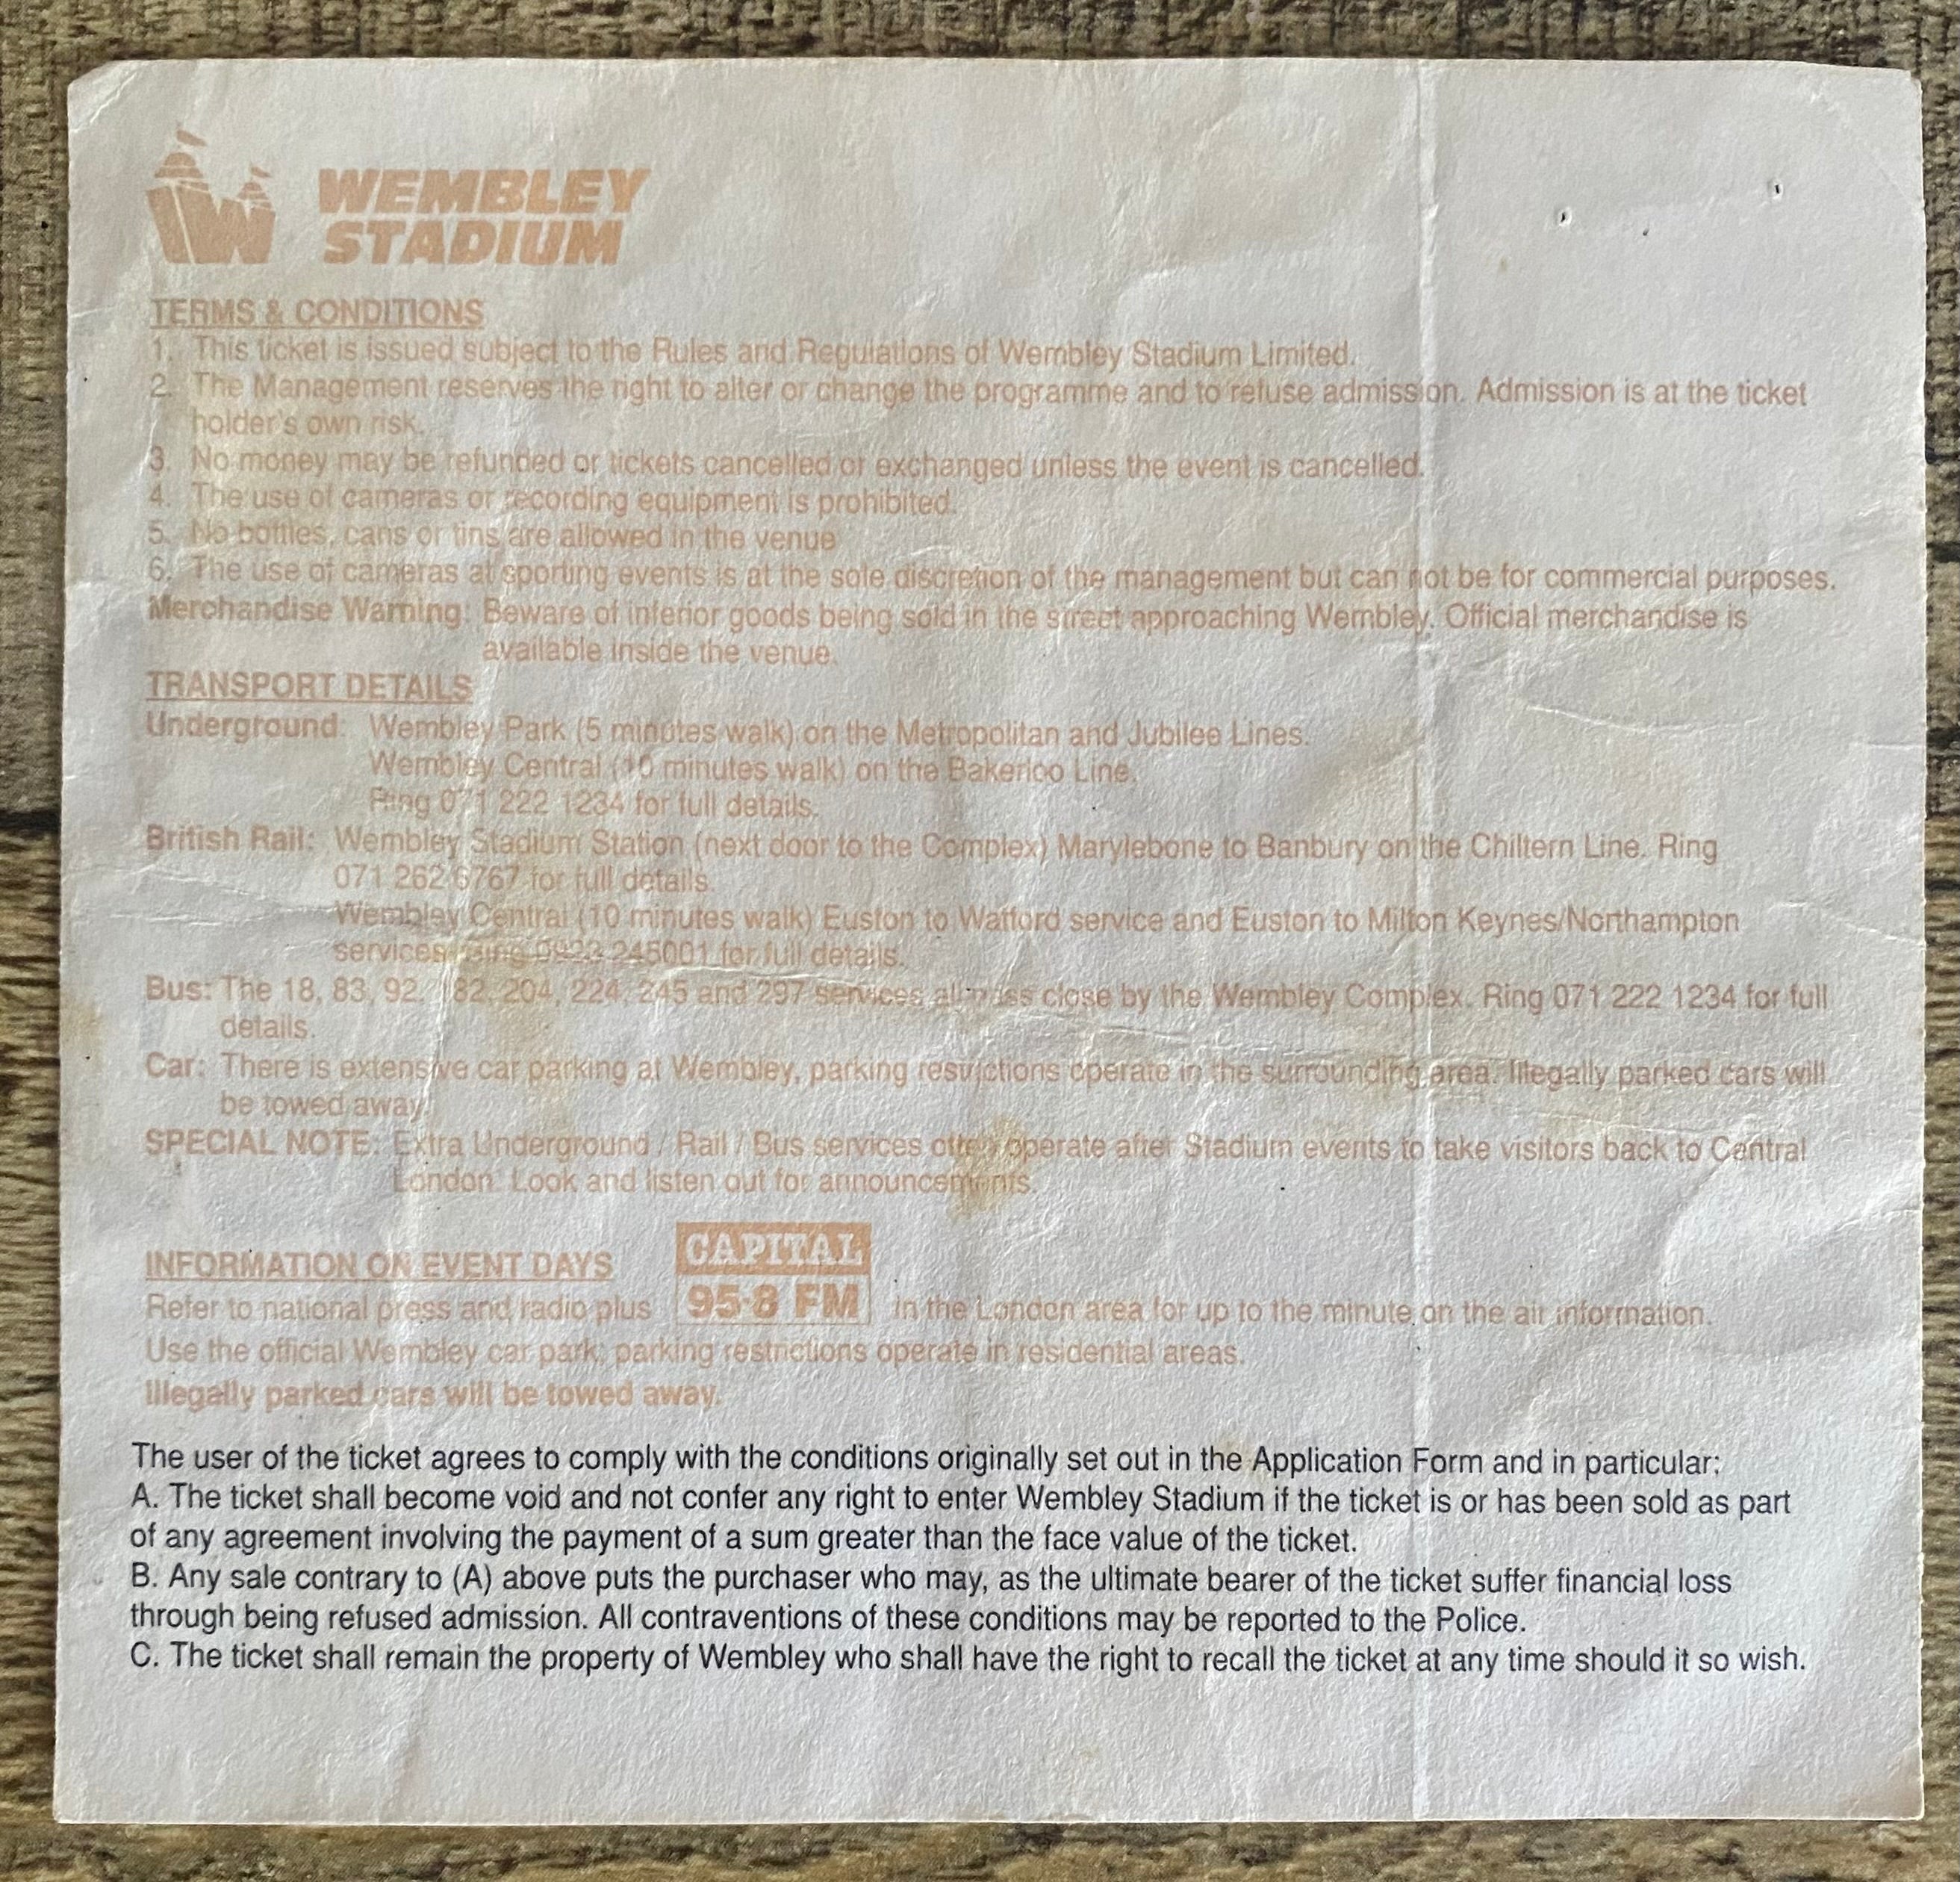 WEMBLEY
STADIUM
TERMS & CONDITIONS
1. This ticket is issued subject to the Rules and Regulations of Wembley Stadium Limited.
2. The Management reserves the right to alter or change the programme and to refuse admission. Admission is at the ticket
holder's own risk.
3. No money may be refunded or tickets cancelled or exchanged unless the event is cancelled.
4. The use of cameras or recording equipment is prohibited.
5. No bottles, cans or tins are allowed in the venue
6. The use of cameras at sporting events is at the sole discretion of the management but can not be for commercial purposes.
Merchandise Warning: Beware of inferior goods being sold in the street approaching Wembley. Official merchandise is
available inside the venue.
TRANSPORT DETAILS
Underground: Wembley Park (5 minutes walk) on the Metropolitan and Jubilee Lines.
Wembley Central (10 minutes walk) on the Bakerloo Line.
Ring 071 222 1234 for full details.
British Rail: Wembley Stadium Station (next door to the Complex) Marylebone to Banbury on the Chiltern Line. Ring
071 262 6767 for full details.
Wembley Central (10 minutes walk) Euston to Watford service and Euston to Milton Keynes/Northampton
services. Ring 0923 245001 for full details.
Bus: The 18, 83, 92, 182, 204, 224, 245 and 297 services all pass close by the Wembley Complex. Ring 071 222 1234 for full
details.
Car: There is extensive car parking at Wembley, parking restrictions operate in the surrounding area. Illegally parked cars will
be towed away.
SPECIAL NOTE: Extra Underground / Rail / Bus services often operate after Stadium events to take visitors back to Central
London. Look and listen out for announcements.
INFORMATION ON EVENT DAYS
CAPITAL
Refer to national press and radio plus 95·8 FM in the London area for up to the minute on the air information.
Use the official Wembley car park; parking restrictions operate in residential areas.
Illegally parked cars will be towed away.
The user of the ticket agrees to comply with the conditions originally set out in the Application Form and in particular:
A. The ticket shall become void and not confer any right to enter Wembley Stadium if the ticket is or has been sold as part
of any agreement involving the payment of a sum greater than the face value of the ticket.
B. Any sale contrary to (A) above puts the purchaser who may, as the ultimate bearer of the ticket suffer financial loss
through being refused admission. All contraventions of these conditions may be reported to the Police.
C. The ticket shall remain the property of Wembley who shall have the right to recall the ticket at any time should it so wish.